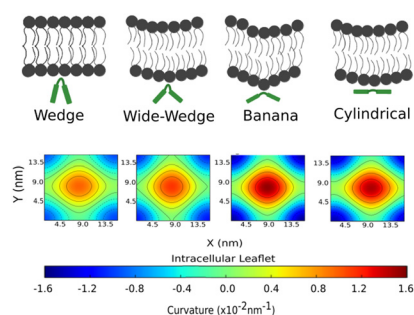 Wedge Wide-Wedge Banana Cylindrical
Y (nm)
13.5 13.5 13.5 13.5
9.0 9.0 9.0 9.0
4.5 4.5 4.5 4.5
4.5 9.0 13.5 4.5 9.0 13.5 4.5 9.0 13.5 4.5 9.0 13.5
X (nm)
Intracellular Leaflet
-1.6 -1.2 -0.8 -0.4 0.0 0.4 0.8 1.2 1.6
Curvature (x10⁻²nm⁻¹)